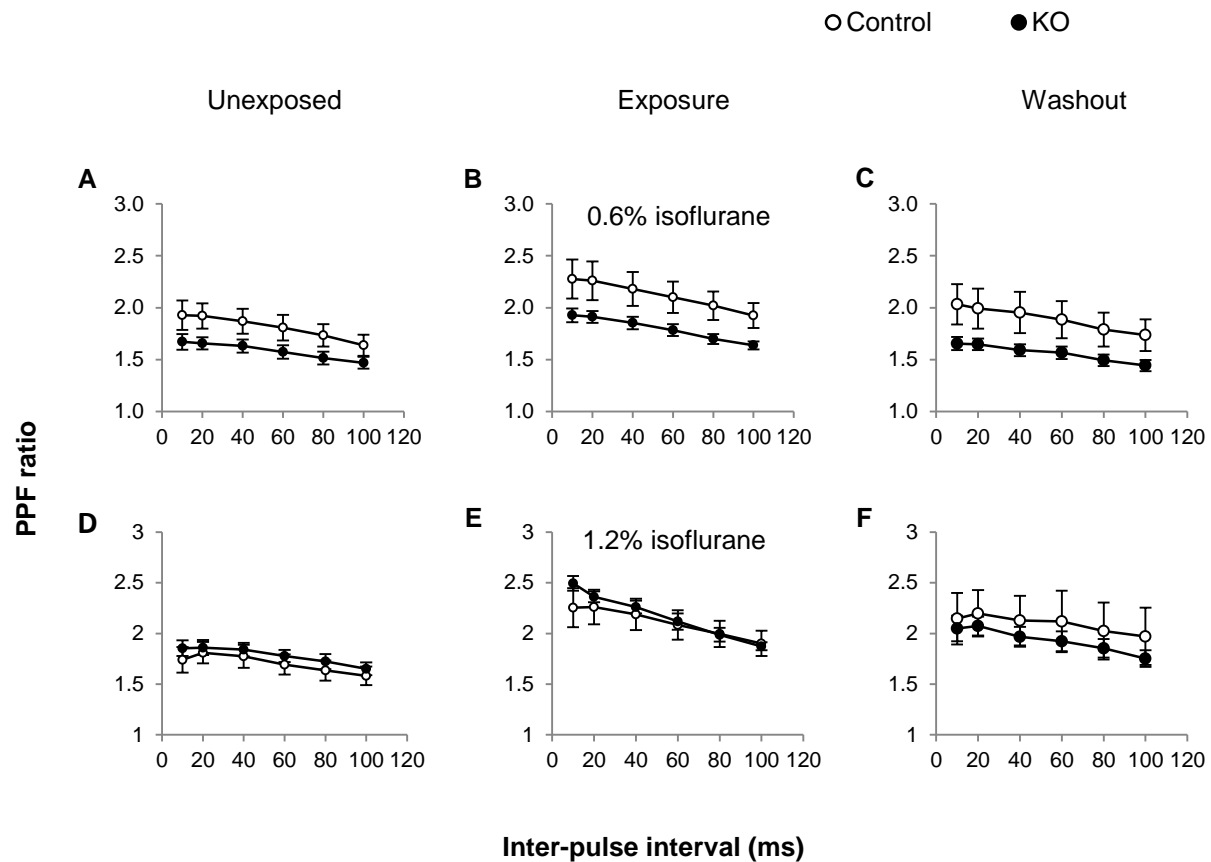 Control KO
Unexposed Exposure Washout
A B C
0.6% isoflurane
3.0 3.0 3.0
2.5 2.5 2.5
2.0 2.0 2.0
1.5 1.5 1.5
1.0 1.0 1.0
0 20 40 60 80 100 120 0 20 40 60 80 100 120 0 20 40 60 80 100 120
PPF ratio
D E F
1.2% isoflurane
3 3 3
2.5 2.5 2.5
2 2 2
1.5 1.5 1.5
1 1 1
0 20 40 60 80 100 120 0 20 40 60 80 100 120 0 20 40 60 80 100 120
Inter-pulse interval (ms)